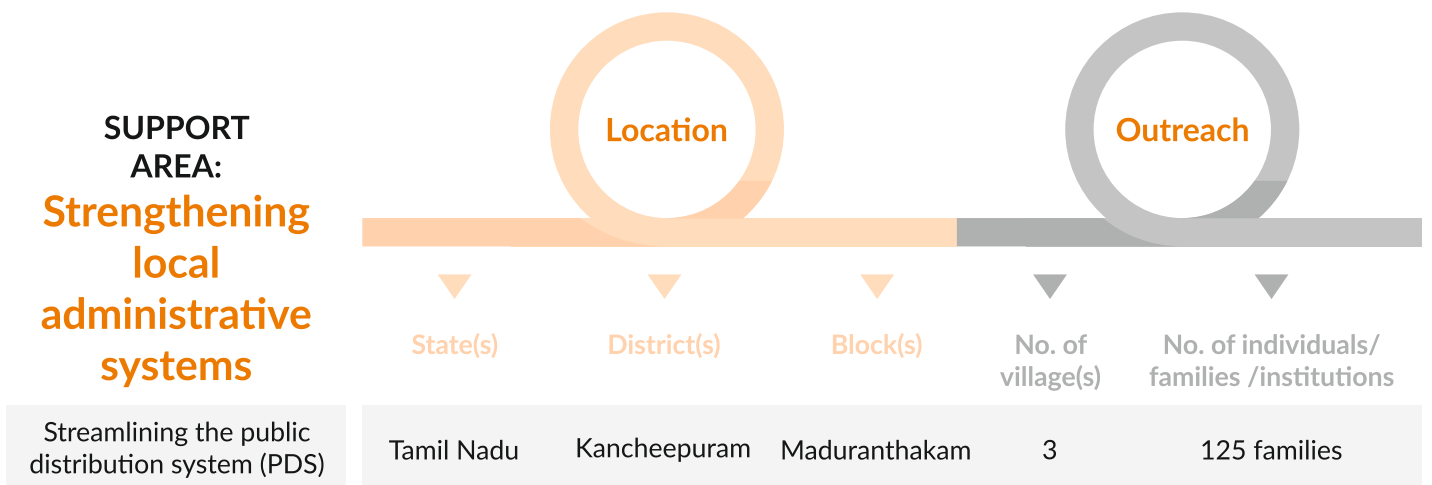 SUPPORT
AREA:
Strengthening
local
administrative
systems
Location
Outreach
State(s)
District(s)
Block(s)
No. of
village(s)
No. of individuals/
families /institutions
Streamlining the public
distribution system (PDS)
Tamil Nadu
Kancheepuram
Maduranthakam
3
125 families